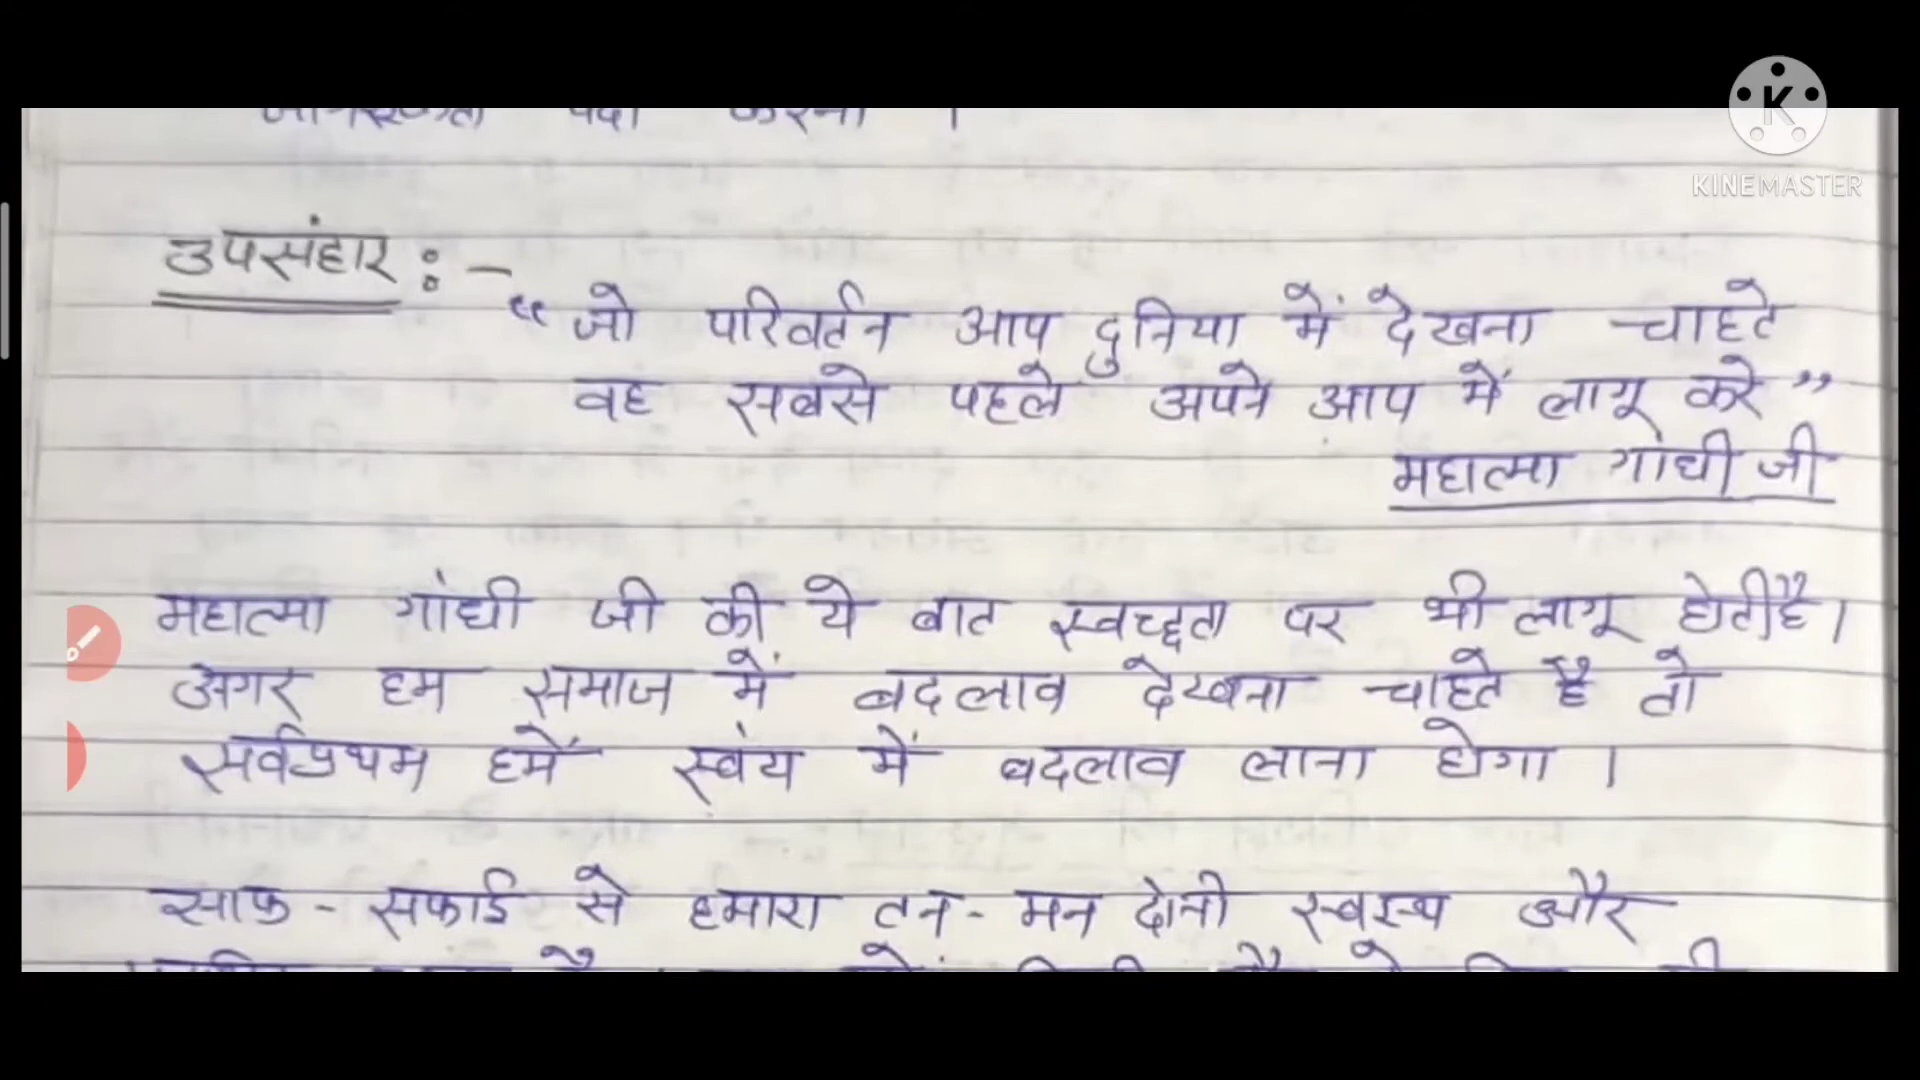 करना ।
KINEMASTER
उपसंहार :-
“ जो परिवर्तन आप दुनिया में देखना चाहते
वह सबसे पहले अपने आप में लागू करे ”
महात्मा गांधी जी
महात्मा गांधी जी की ये बात स्वच्छता पर भी लागू होती है ।
अगर हम समाज में बदलाव देखना चाहते है तो
सर्वप्रथम हमें स्वंय में बदलाव लाना होगा ।
साफ - सफाई से हमारा तन - मन दोनो स्वस्थ और